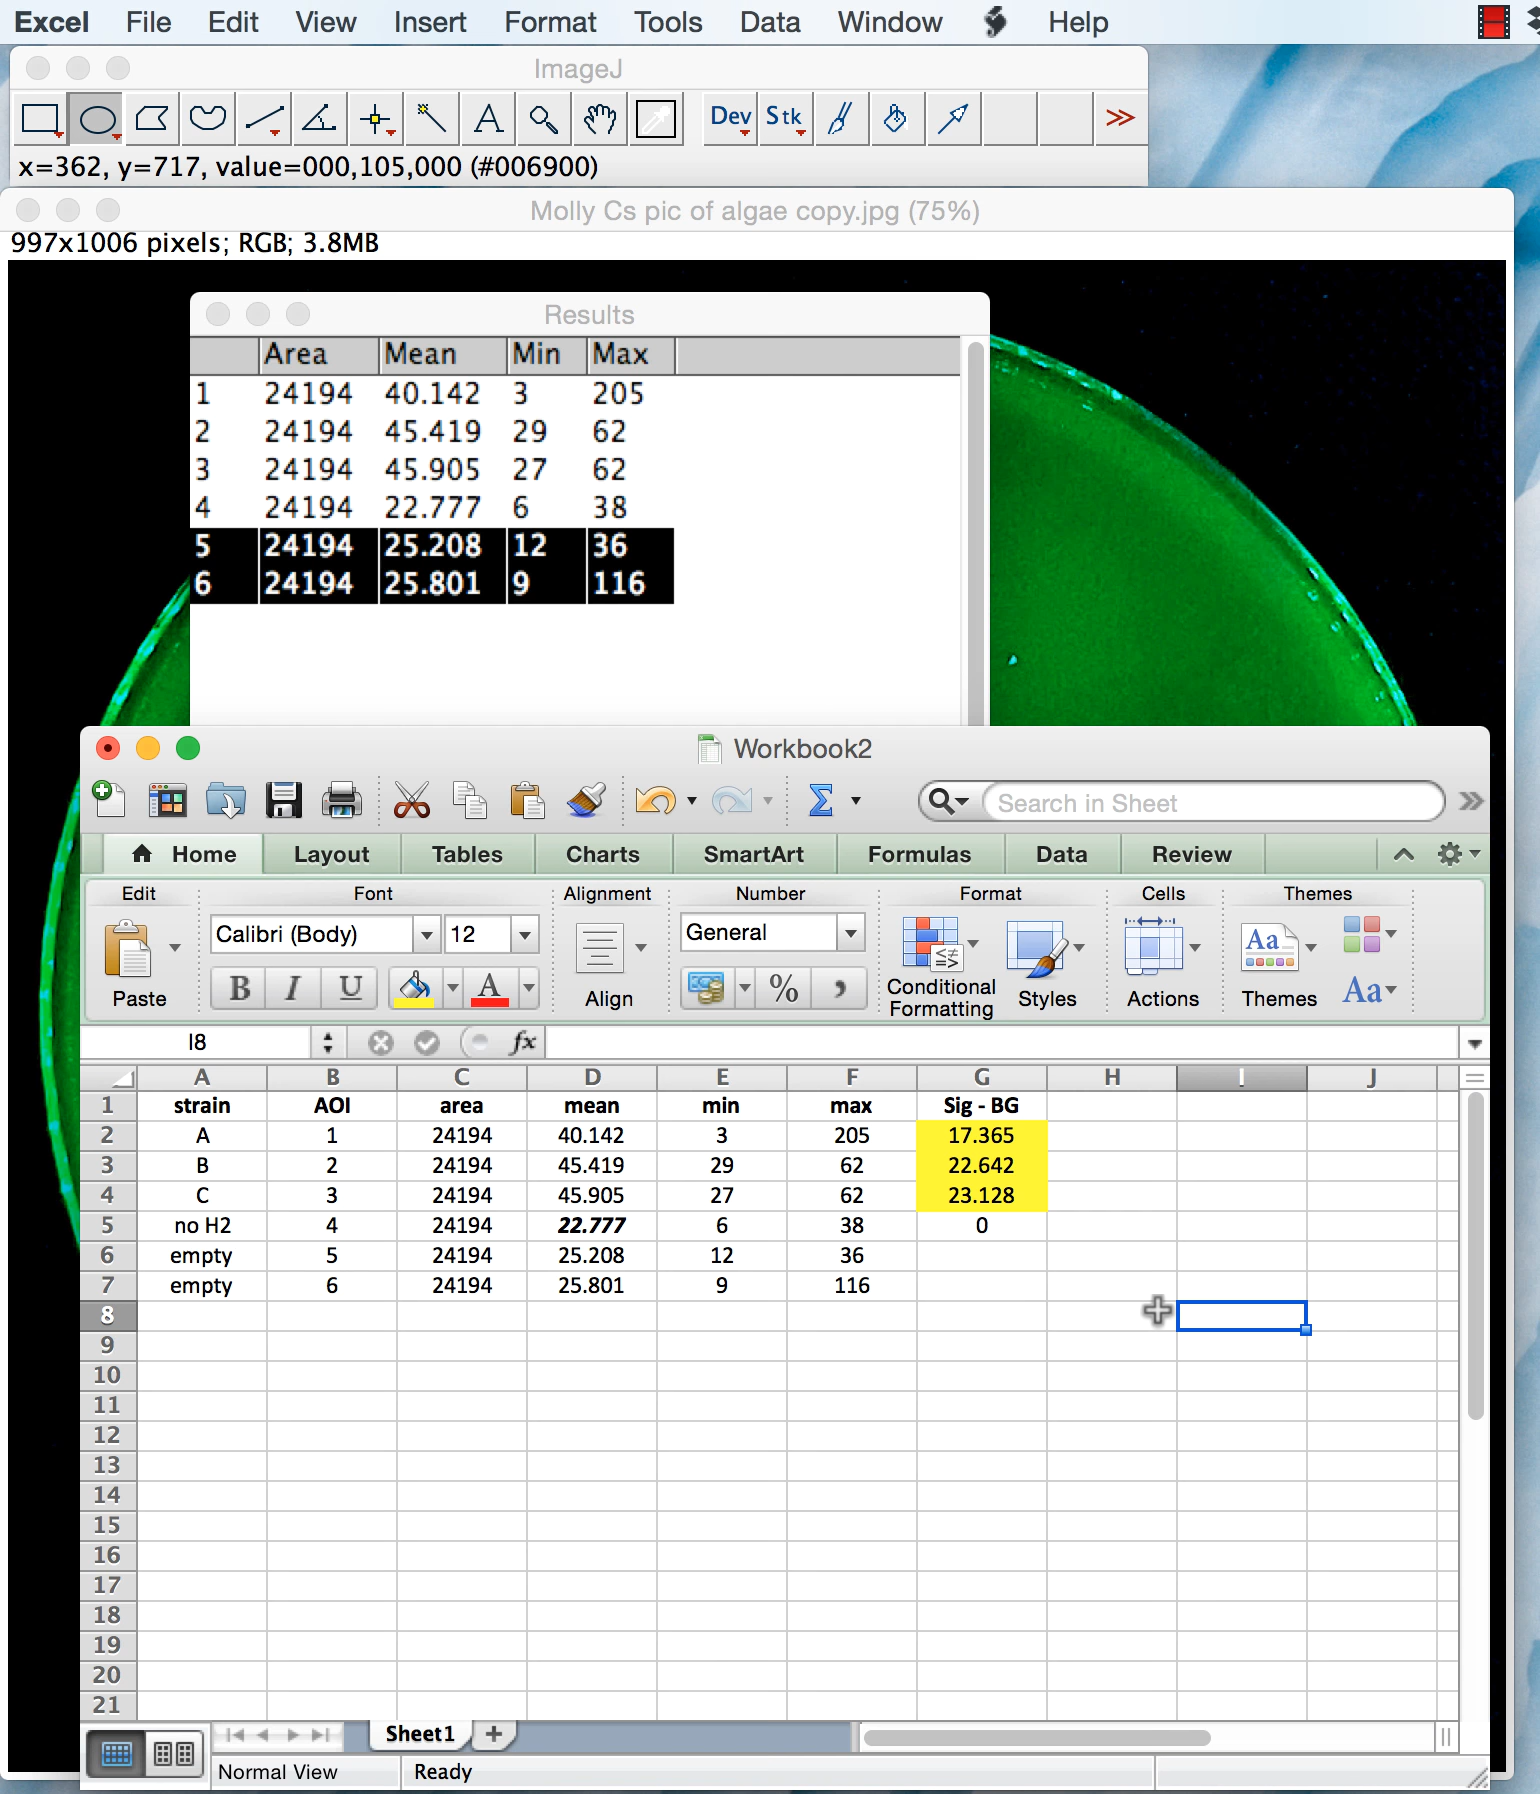 Excel File Edit View Insert Format Tools Data Window Help
ImageJ
A Dev Stk >>
x=362, y=717, value=000,105,000 (#006900)
Molly Cs pic of algae copy.jpg (75%)
997x1006 pixels; RGB; 3.8MB
Results
Area Mean Min Max
1 24194 40.142 3 205
2 24194 45.419 29 62
3 24194 45.905 27 62
4 24194 22.777 6 38
5 24194 25.208 12 36
6 24194 25.801 9 116
Workbook2
Search in Sheet
Home Layout Tables Charts SmartArt Formulas Data Review
Edit Font Alignment Number Format Cells Themes
Calibri (Body) 12 General
B I U A %
Paste Align Conditional Formatting Styles Actions Themes Aa
I8 fx
A B C D E F G H I J
1 strain AOI area mean min max Sig - BG
2 A 1 24194 40.142 3 205 17.365
3 B 2 24194 45.419 29 62 22.642
4 C 3 24194 45.905 27 62 23.128
5 no H2 4 24194 22.777 6 38 0
6 empty 5 24194 25.208 12 36
7 empty 6 24194 25.801 9 116
8
9
10
11
12
13
14
15
16
17
18
19
20
21
Sheet1 +
Normal View Ready